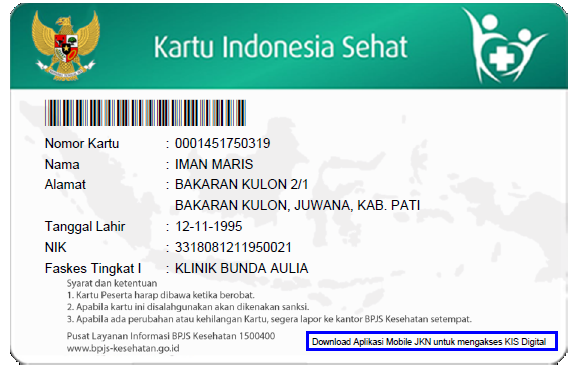 Kartu Indonesia Sehat
Nomor Kartu : 0001451750319
Nama : IMAN MARIS
Alamat : BAKARAN KULON 2/1
BAKARAN KULON, JUWANA, KAB. PATI
Tanggal Lahir : 12-11-1995
NIK : 3318081211950021
Faskes Tingkat I : KLINIK BUNDA AULIA
Syarat dan ketentuan
1. Kartu Peserta harap dibawa ketika berobat.
2. Apabila kartu ini disalahgunakan akan dikenakan sanksi.
3. Apabila ada perubahan atau kehilangan Kartu, segera lapor ke kantor BPJS Kesehatan setempat.
Pusat Layanan Informasi BPJS Kesehatan 1500400
www.bpjs-kesehatan.go.id
Download Aplikasi Mobile JKN untuk mengakses KIS Digital